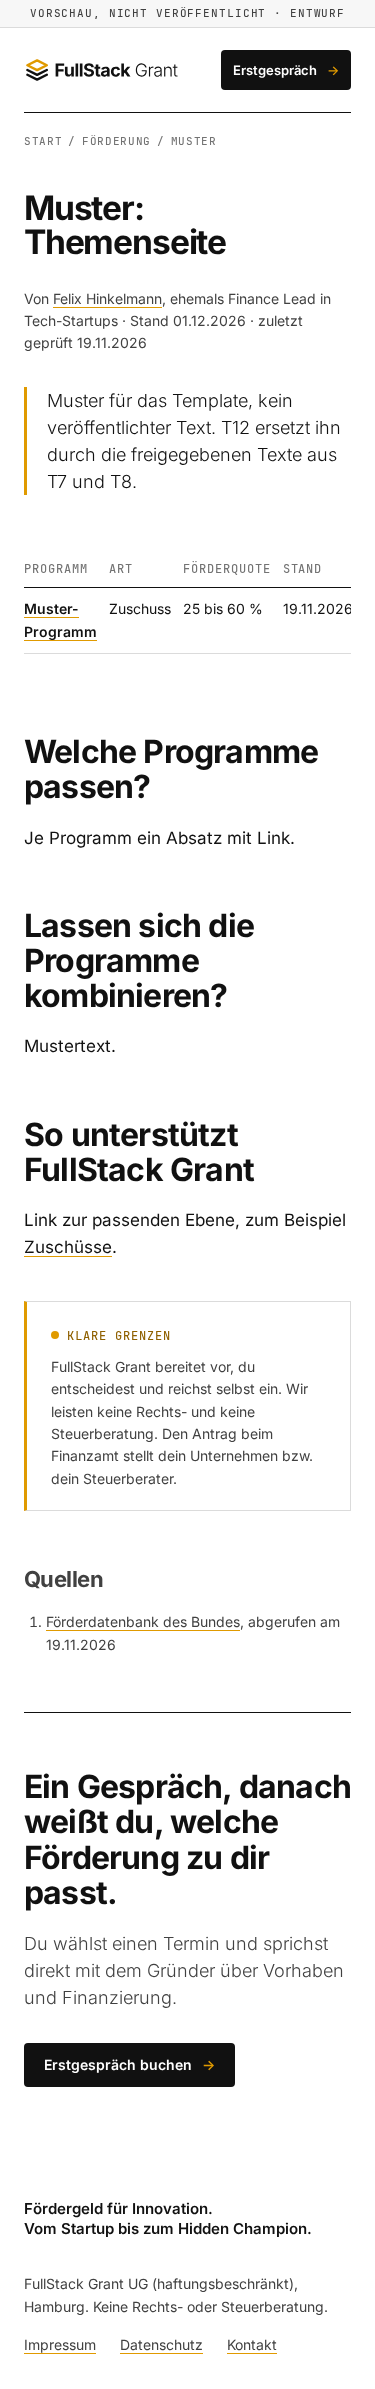 VORSCHAU, NICHT VERÖFFENTLICHT · ENTWURF
FullStack Grant
Erstgespräch →
START / FÖRDERUNG / MUSTER
Muster:
Themenseite
Von Felix Hinkelmann, ehemals Finance Lead in
Tech-Startups · Stand 01.12.2026 · zuletzt
geprüft 19.11.2026
Muster für das Template, kein
veröffentlichter Text. T12 ersetzt ihn
durch die freigegebenen Texte aus
T7 und T8.
PROGRAMM ART FÖRDERQUOTE STAND
Muster- Zuschuss 25 bis 60 % 19.11.2026
Programm
Welche Programme
passen?
Je Programm ein Absatz mit Link.
Lassen sich die
Programme
kombinieren?
Mustertext.
So unterstützt
FullStack Grant
Link zur passenden Ebene, zum Beispiel
Zuschüsse.
KLARE GRENZEN
FullStack Grant bereitet vor, du
entscheidest und reichst selbst ein. Wir
leisten keine Rechts- und keine
Steuerberatung. Den Antrag beim
Finanzamt stellt dein Unternehmen bzw.
dein Steuerberater.
Quellen
1. Förderdatenbank des Bundes, abgerufen am
19.11.2026
Ein Gespräch, danach
weißt du, welche
Förderung zu dir
passt.
Du wählst einen Termin und sprichst
direkt mit dem Gründer über Vorhaben
und Finanzierung.
Erstgespräch buchen →
Fördergeld für Innovation.
Vom Startup bis zum Hidden Champion.
FullStack Grant UG (haftungsbeschränkt),
Hamburg. Keine Rechts- oder Steuerberatung.
Impressum Datenschutz Kontakt